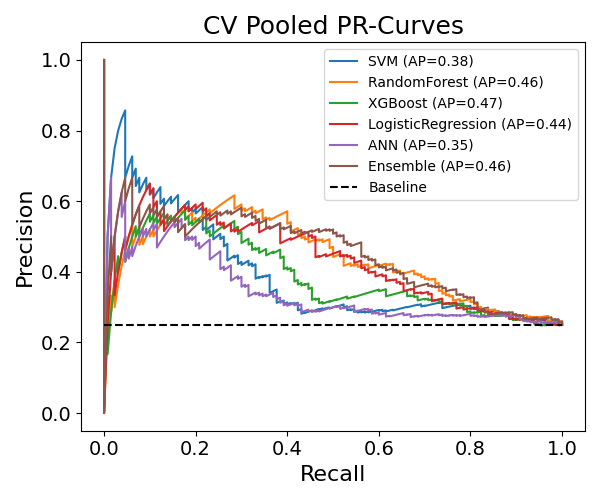 CV Pooled PR-Curves
SVM (AP=0.38)
RandomForest (AP=0.46)
XGBoost (AP=0.47)
LogisticRegression (AP=0.44)
ANN (AP=0.35)
Ensemble (AP=0.46)
Baseline
Precision
1.0
0.8
0.6
0.4
0.2
0.0
0.0 0.2 0.4 0.6 0.8 1.0
Recall